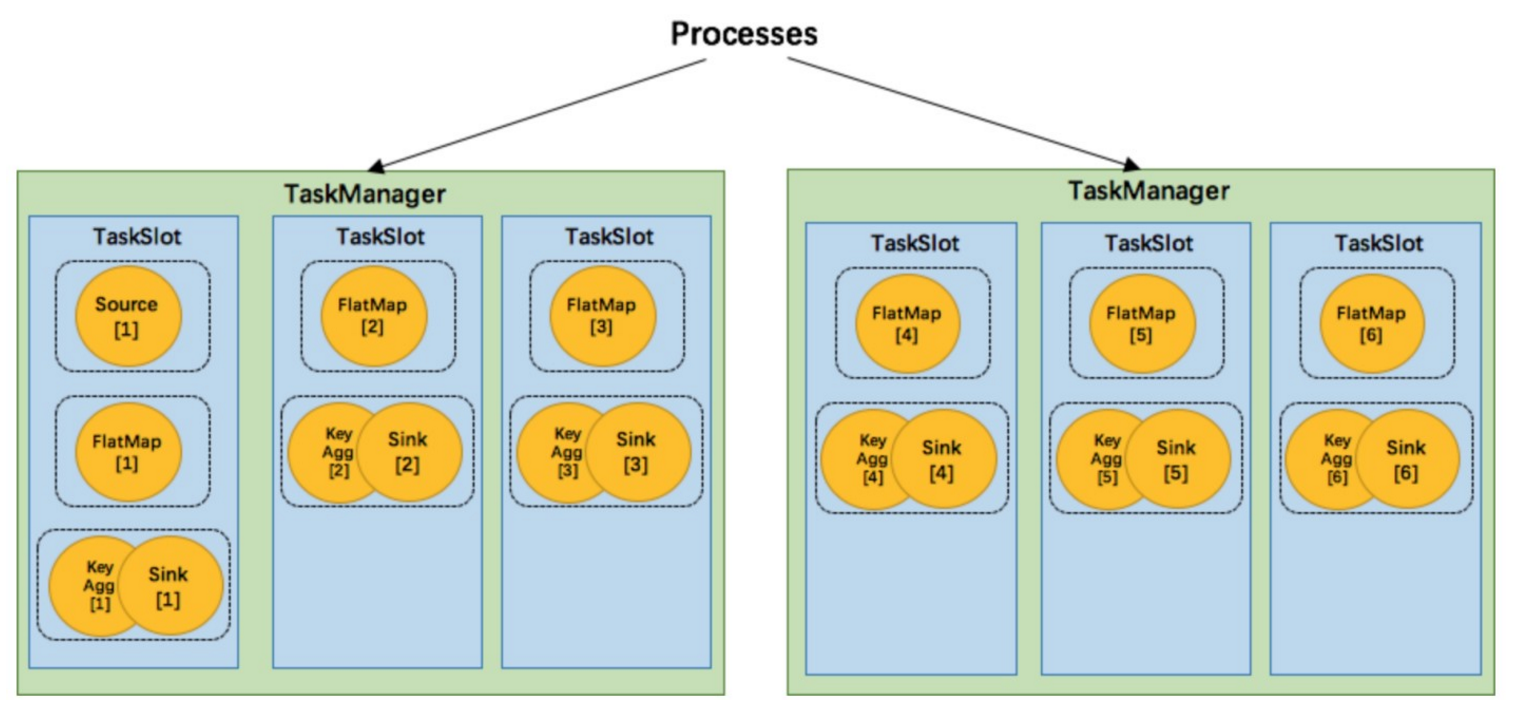 Processes
TaskManager
TaskSlot
Source
[1]
FlatMap
[1]
Key
Agg
[1]
Sink
[1]
TaskSlot
FlatMap
[2]
Key
Agg
[2]
Sink
[2]
TaskSlot
FlatMap
[3]
Key
Agg
[3]
Sink
[3]
TaskManager
TaskSlot
FlatMap
[4]
Key
Agg
[4]
Sink
[4]
TaskSlot
FlatMap
[5]
Key
Agg
[5]
Sink
[5]
TaskSlot
FlatMap
[6]
Key
Agg
[6]
Sink
[6]